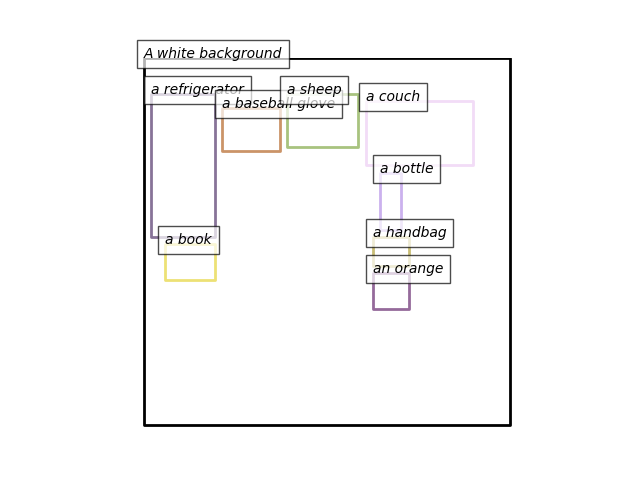 A white background
a refrigerator
a sheep
a baseball glove
a couch
a bottle
a book
a handbag
an orange